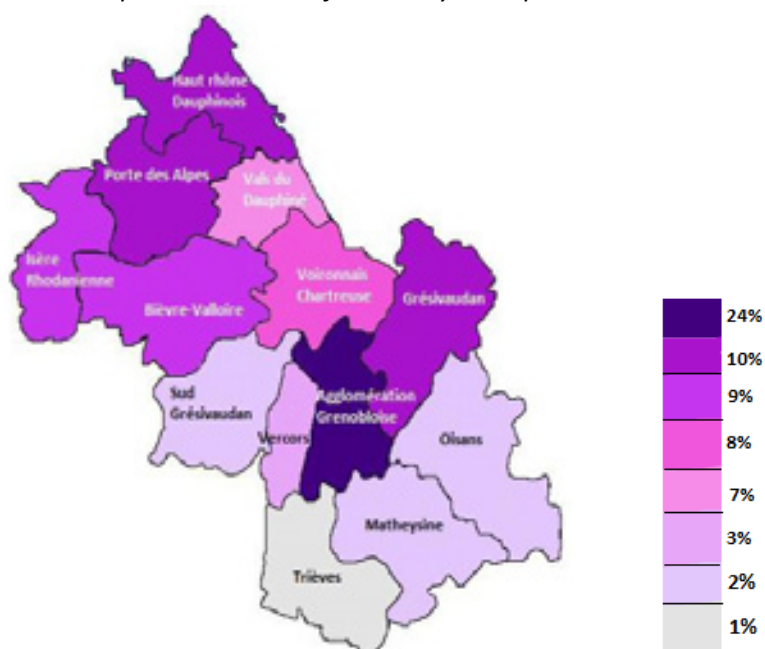 Haut rhône
Dauphinois
Porte des Alpes
Vals du
Dauphiné
Isère
Rhodanienne
Bièvre-Valloire
Voironnais
Chartreuse
Grésivaudan
Sud
Grésivaudan
Vercors
Agglomération
Grenobloise
Oisans
Matheysine
Trièves
24%
10%
9%
8%
7%
3%
2%
1%